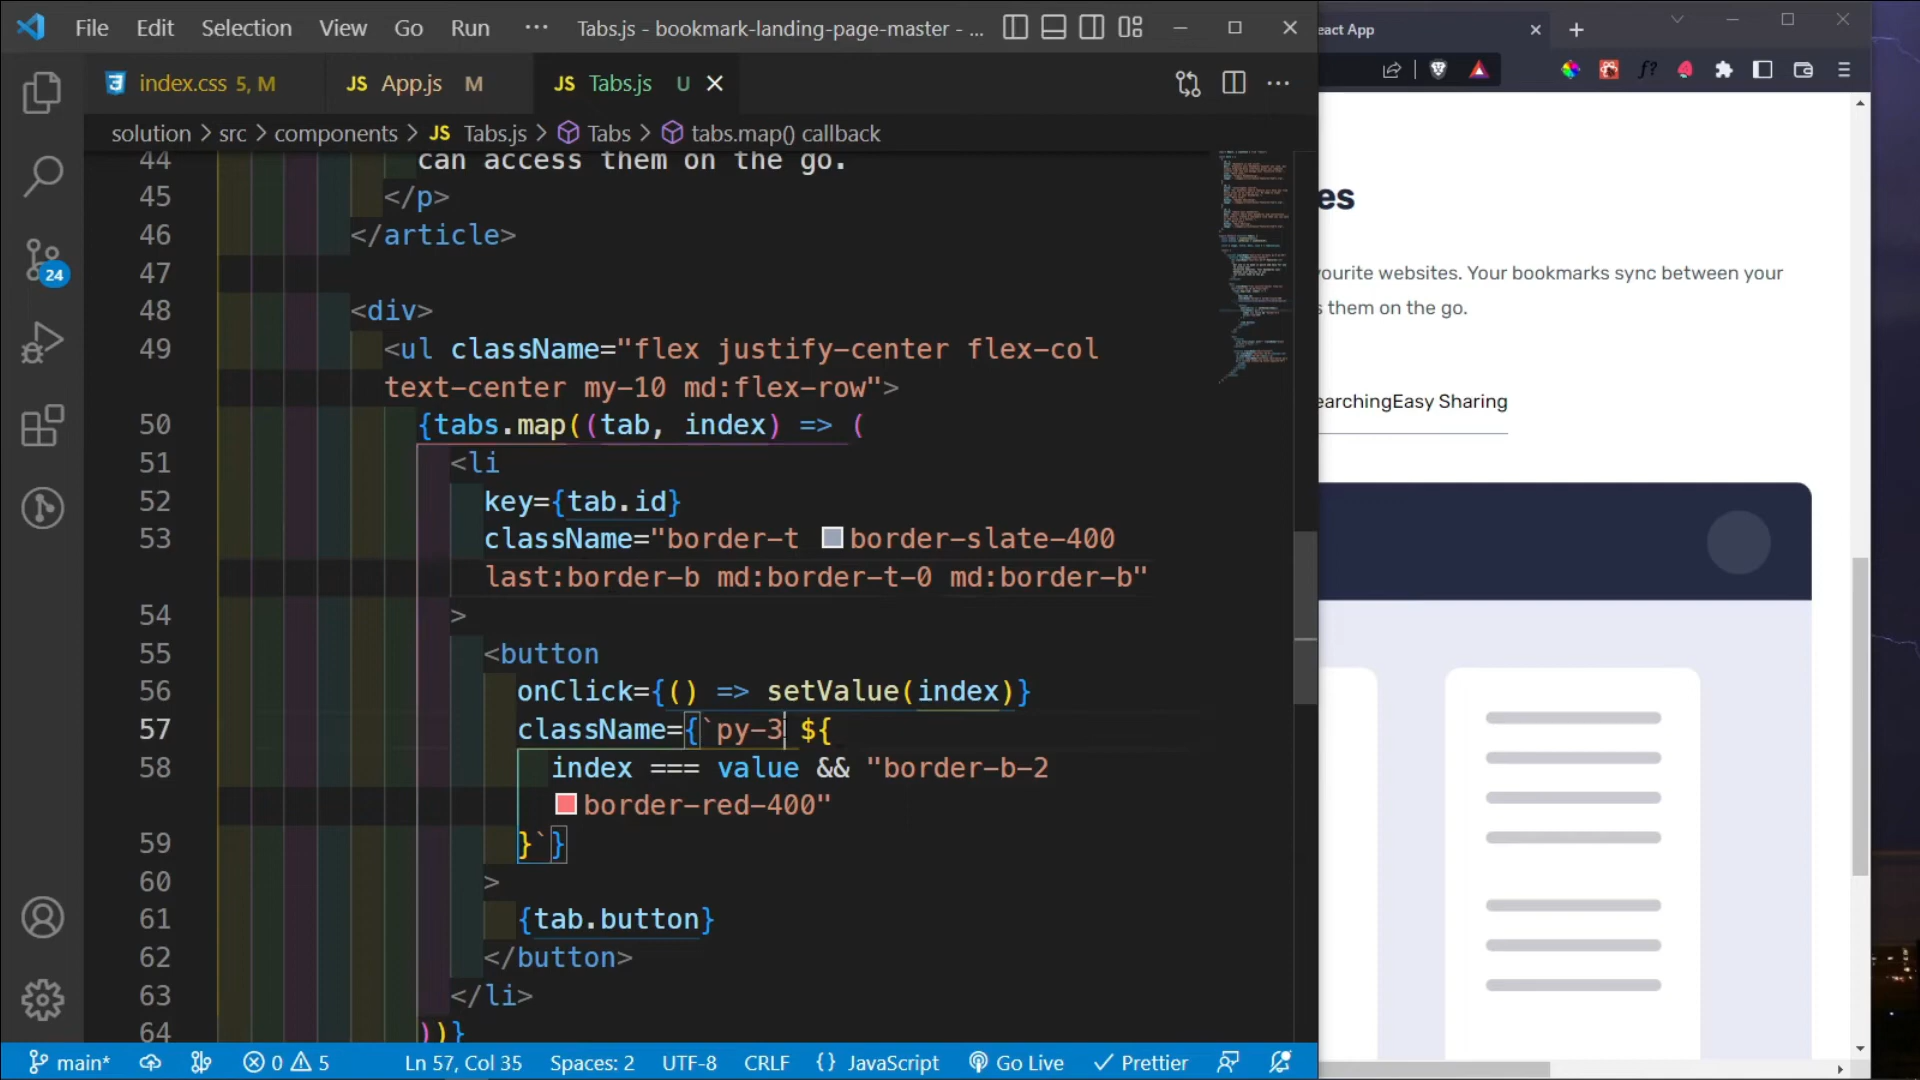 File Edit Selection View Go Run ··· Tabs.js - bookmark-landing-page-master - ...
index.css 5, M JS App.js M JS Tabs.js U
solution > src > components > JS Tabs.js > Tabs > tabs.map() callback
44 can access them on the go.
45 </p>
46 </article>
47
48 <div>
49 <ul className="flex justify-center flex-col
text-center my-10 md:flex-row">
50 {tabs.map((tab, index) => (
51 <li
52 key={tab.id}
53 className="border-t border-slate-400
last:border-b md:border-t-0 md:border-b"
54 >
55 <button
56 onClick={() => setValue(index)}
57 className={`py-3 ${
58 index === value && "border-b-2
border-red-400"
59 }`}
60 >
61 {tab.button}
62 </button>
63 </li>
64 ))}
24
main* 0 5 Ln 57, Col 35 Spaces: 2 UTF-8 CRLF {} JavaScript Go Live Prettier
eact App
es
vourite websites. Your bookmarks sync between your
s them on the go.
earchingEasy Sharing